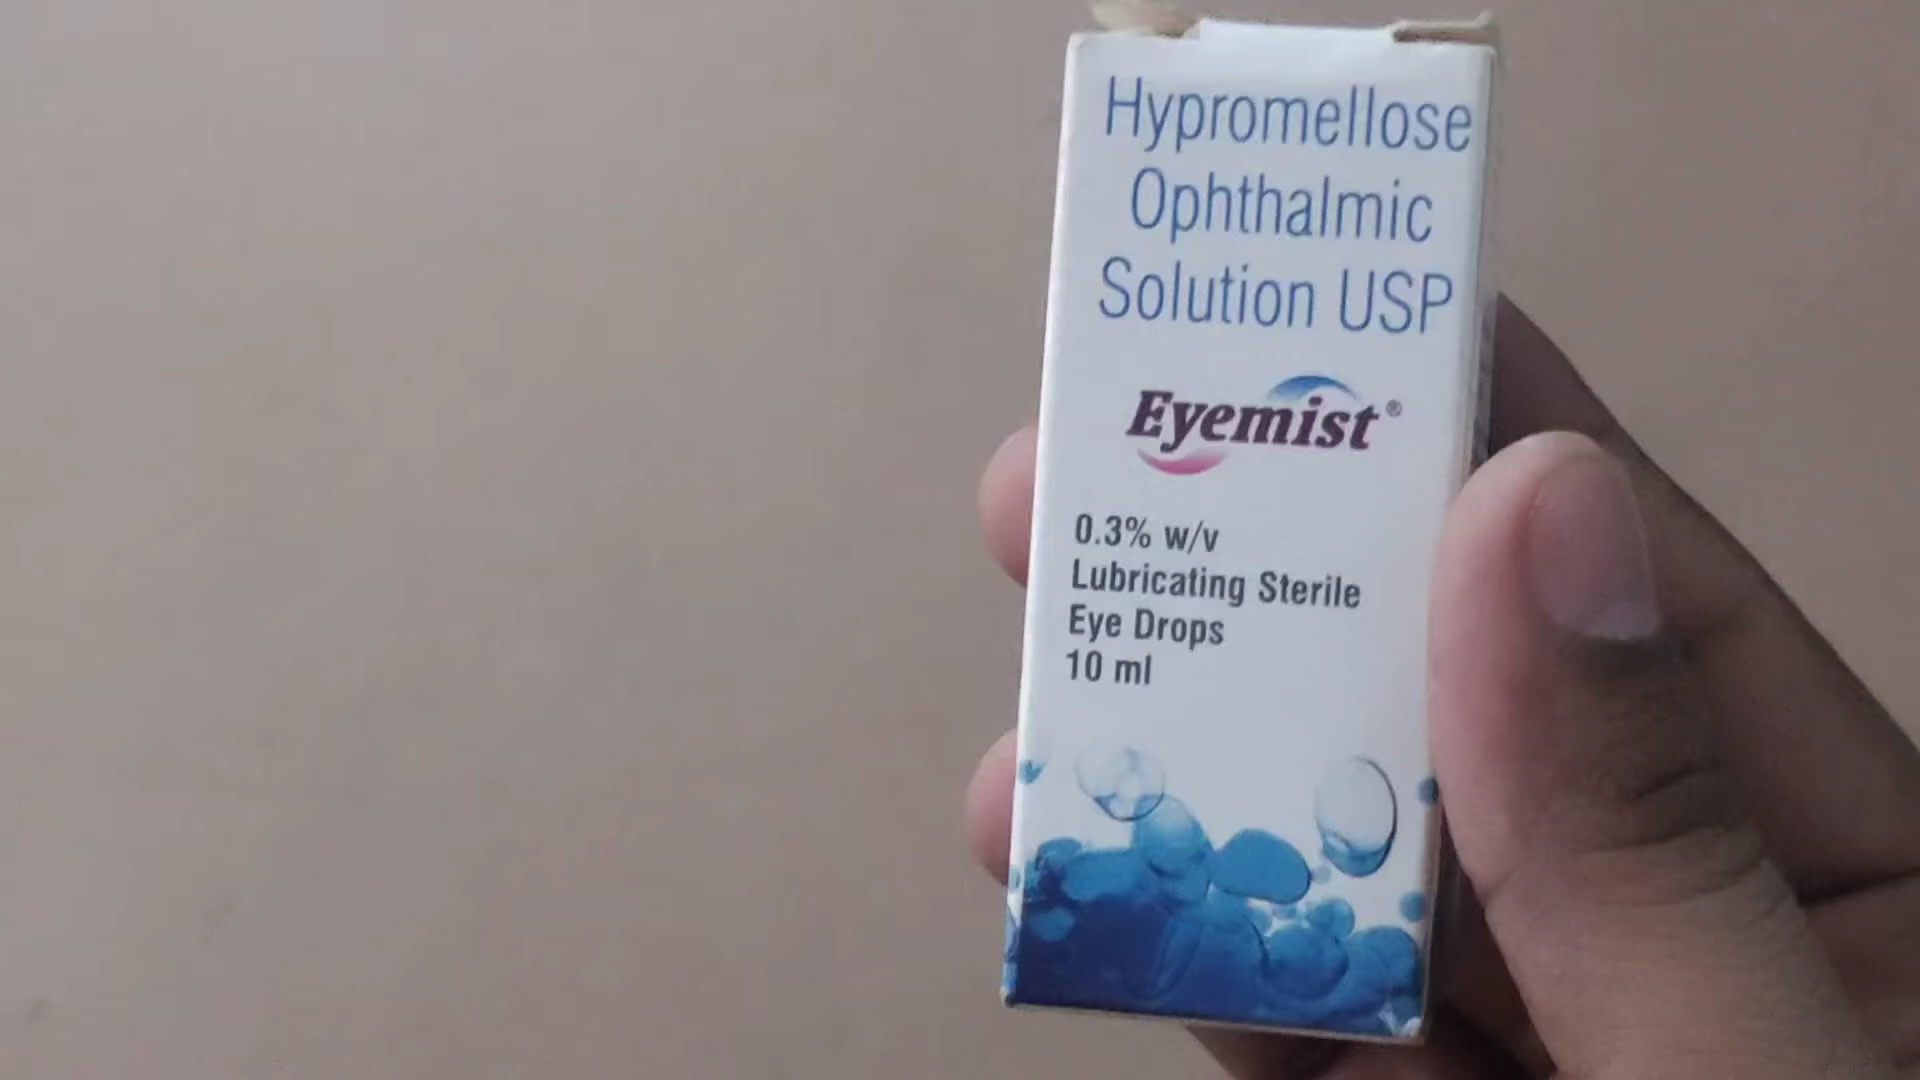 Hypromellose
Ophthalmic
Solution USP
Eyemist®
0.3% w/v
Lubricating Sterile
Eye Drops
10 ml